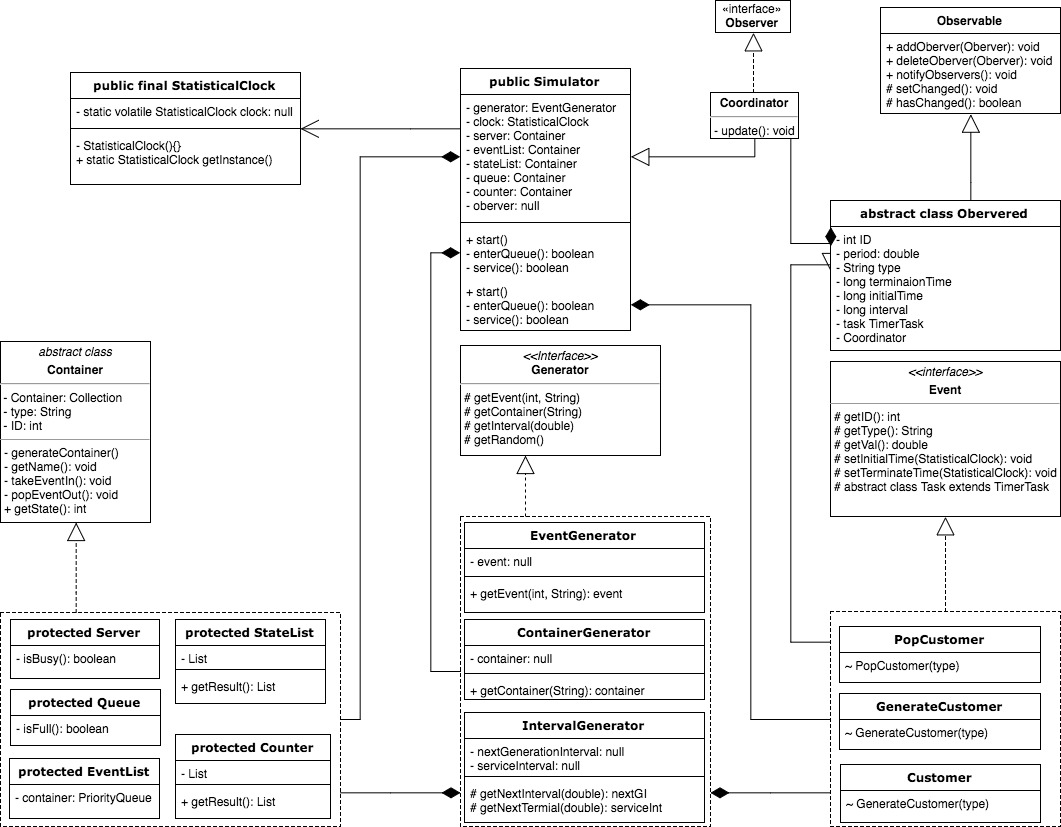 «interface»
Observer
Observable
+ addOberver(Oberver): void
+ deleteOberver(Oberver): void
+ notifyObservers(): void
# setChanged(): void
# hasChanged(): boolean
public final StatisticalClock
- static volatile StatisticalClock clock: null
- StatisticalClock(){}
+ static StatisticalClock getInstance()
public Simulator
- generator: EventGenerator
- clock: StatisticalClock
- server: Container
- eventList: Container
- stateList: Container
- queue: Container
- counter: Container
- oberver: null
+ start()
- enterQueue(): boolean
- service(): boolean
+ start()
- enterQueue(): boolean
- service(): boolean
Coordinator
- update(): void
abstract class Obervered
- int ID
- period: double
- String type
- long terminaionTime
- long initialTime
- long interval
- task TimerTask
- Coordinator
abstract class
Container
- Container: Collection
- type: String
- ID: int
- generateContainer()
- getName(): void
- takeEventIn(): void
- popEventOut(): void
+ getState(): int
<<Interface>>
Generator
# getEvent(int, String)
# getContainer(String)
# getInterval(double)
# getRandom()
<<interface>>
Event
# getID(): int
# getType(): String
# getVal(): double
# setInitialTime(StatisticalClock): void
# setTerminateTime(StatisticalClock): void
# abstract class Task extends TimerTask
protected Server
- isBusy(): boolean
protected StateList
- List
+ getResult(): List
protected Queue
- isFull(): boolean
protected Counter
- List
+ getResult(): List
protected EventList
- container: PriorityQueue
EventGenerator
- event: null
+ getEvent(int, String): event
ContainerGenerator
- container: null
+ getContainer(String): container
IntervalGenerator
- nextGenerationInterval: null
- serviceInterval: null
# getNextInterval(double): nextGI
# getNextTermial(double): serviceInt
PopCustomer
~ PopCustomer(type)
GenerateCustomer
~ GenerateCustomer(type)
Customer
~ GenerateCustomer(type)